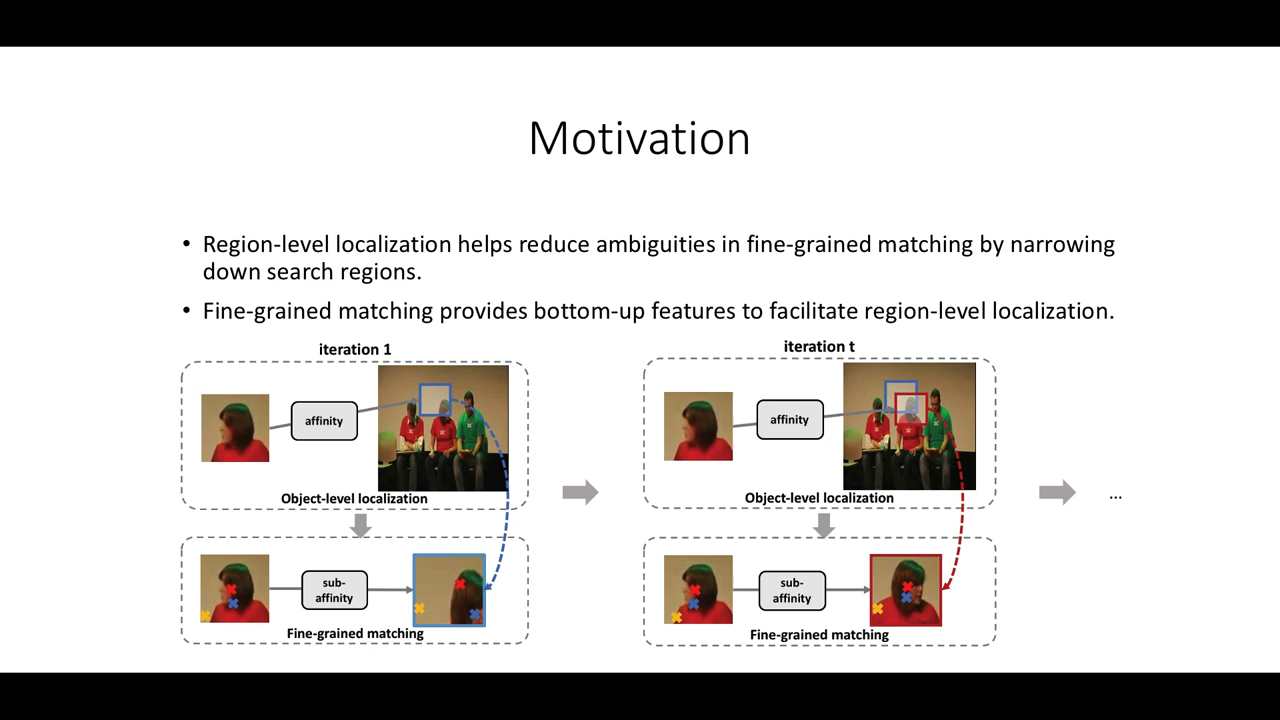 Motivation
• Region-level localization helps reduce ambiguities in fine-grained matching by narrowing
down search regions.
• Fine-grained matching provides bottom-up features to facilitate region-level localization.
iteration 1
affinity
Object-level localization
sub-
affinity
Fine-grained matching
iteration t
affinity
Object-level localization
sub-
affinity
Fine-grained matching
...